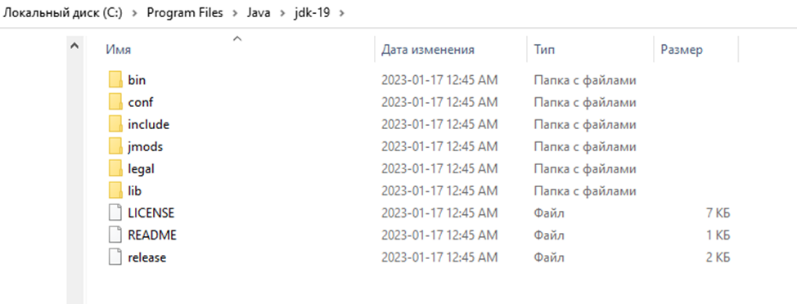 Локальный диск (C:) > Program Files > Java > jdk-19 >
Имя Дата изменения Тип Размер
bin 2023-01-17 12:45 AM Папка с файлами
conf 2023-01-17 12:45 AM Папка с файлами
include 2023-01-17 12:45 AM Папка с файлами
jmods 2023-01-17 12:45 AM Папка с файлами
legal 2023-01-17 12:45 AM Папка с файлами
lib 2023-01-17 12:45 AM Папка с файлами
LICENSE 2023-01-17 12:45 AM Файл 7 КБ
README 2023-01-17 12:45 AM Файл 1 КБ
release 2023-01-17 12:45 AM Файл 2 КБ